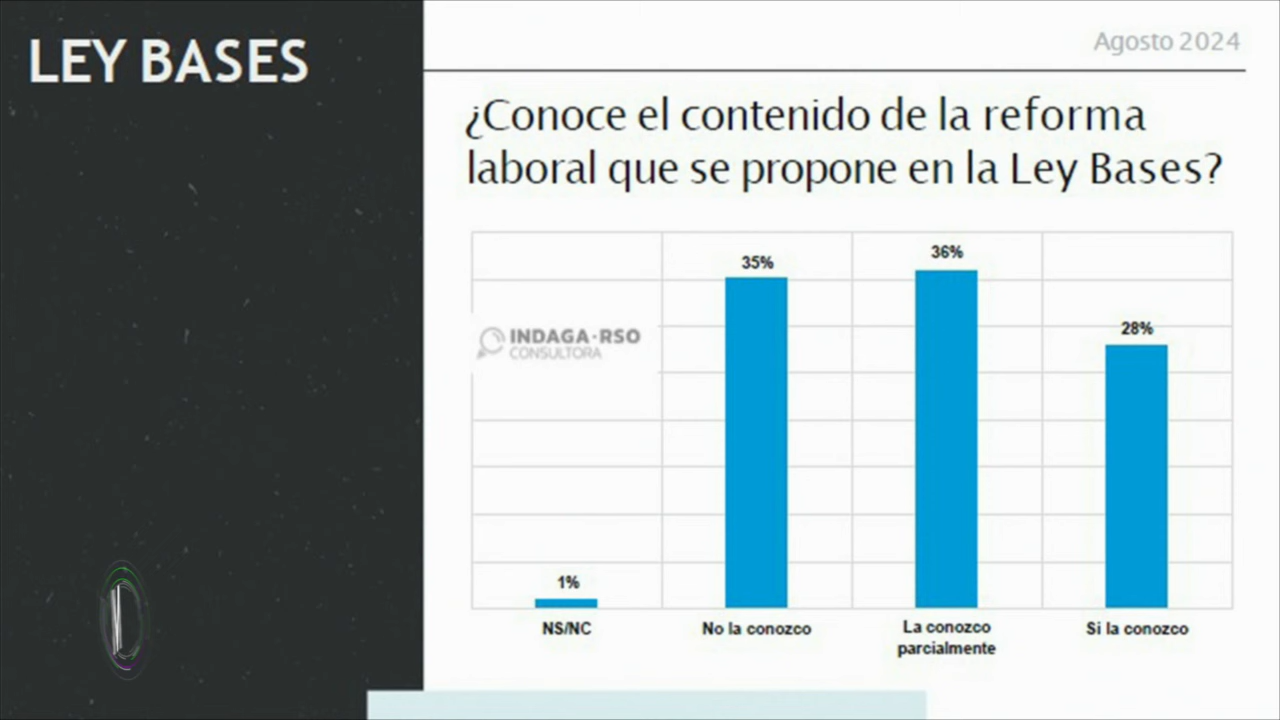 LEY BASES
Agosto 2024
¿Conoce el contenido de la reforma
laboral que se propone en la Ley Bases?
35%
36%
28%
1%
INDAGA·RSO
CONSULTORA
NS/NC
No la conozco
La conozco
parcialmente
Si la conozco